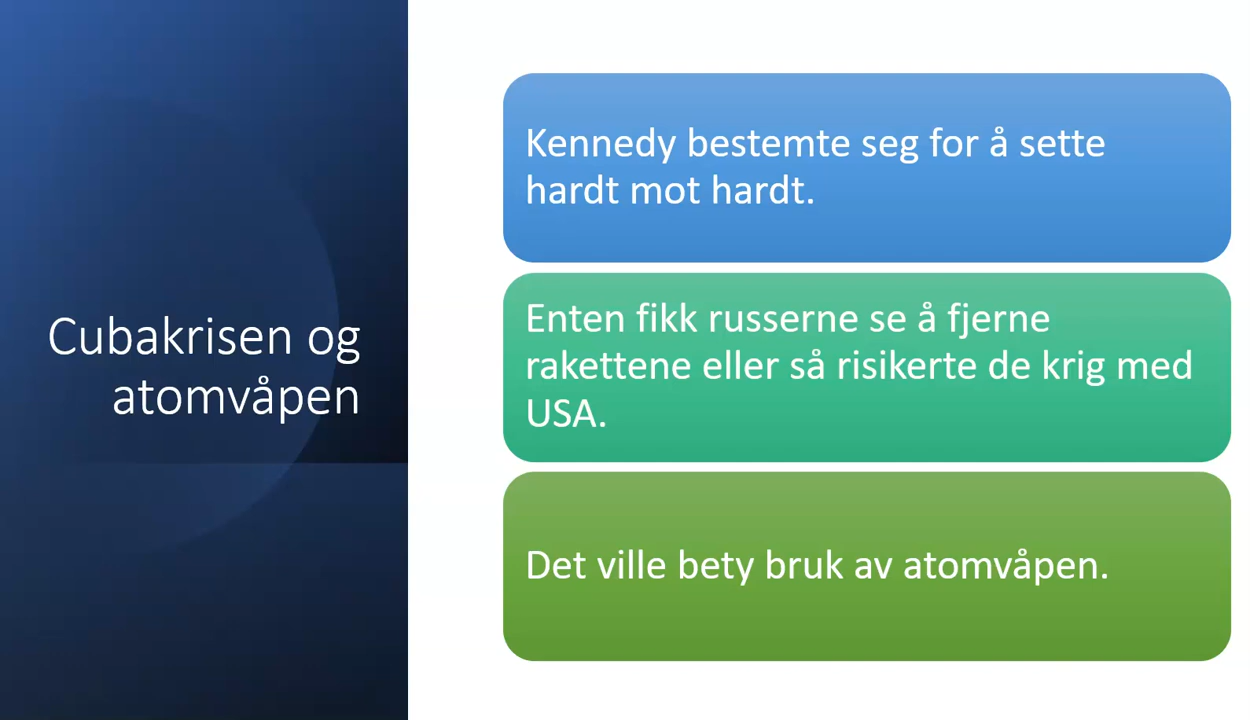 Cubakrisen og
atomvåpen
Kennedy bestemte seg for å sette
hardt mot hardt.
Enten fikk russerne se å fjerne
rakettene eller så risikerte de krig med
USA.
Det ville bety bruk av atomvåpen.